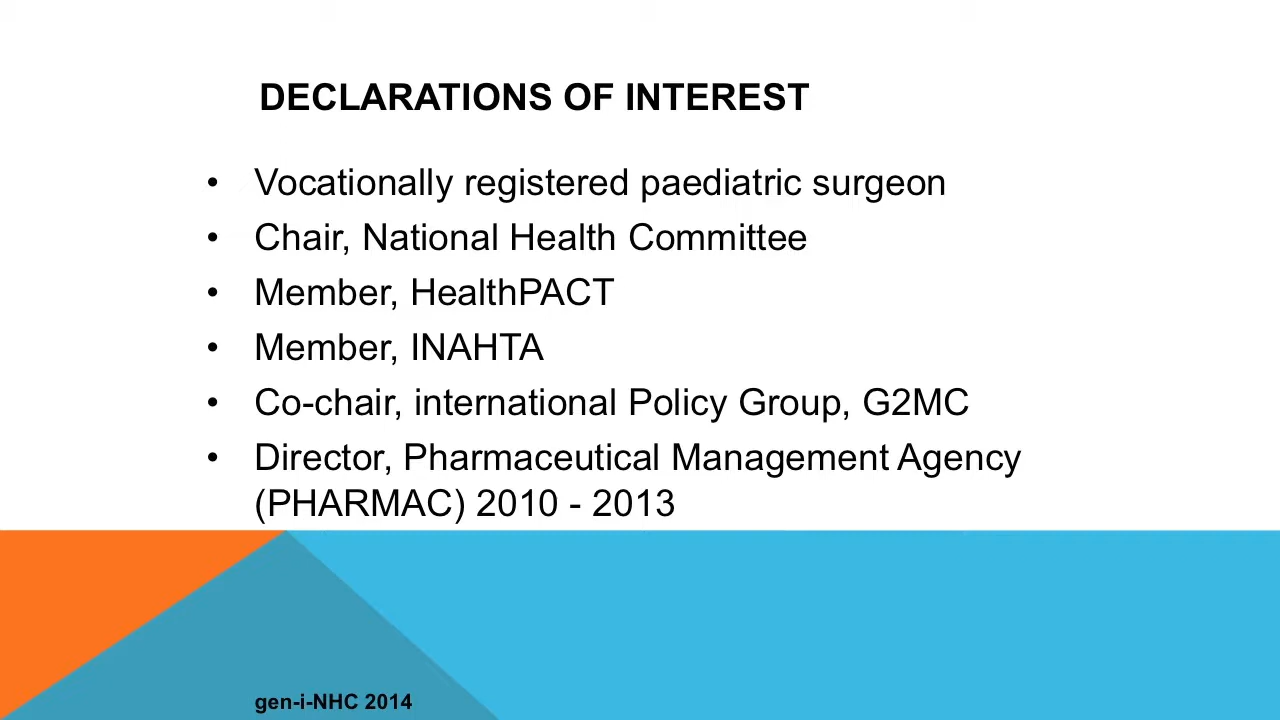 DECLARATIONS OF INTEREST
• Vocationally registered paediatric surgeon
• Chair, National Health Committee
• Member, HealthPACT
• Member, INAHTA
• Co-chair, international Policy Group, G2MC
• Director, Pharmaceutical Management Agency
(PHARMAC) 2010 - 2013
gen-i-NHC 2014